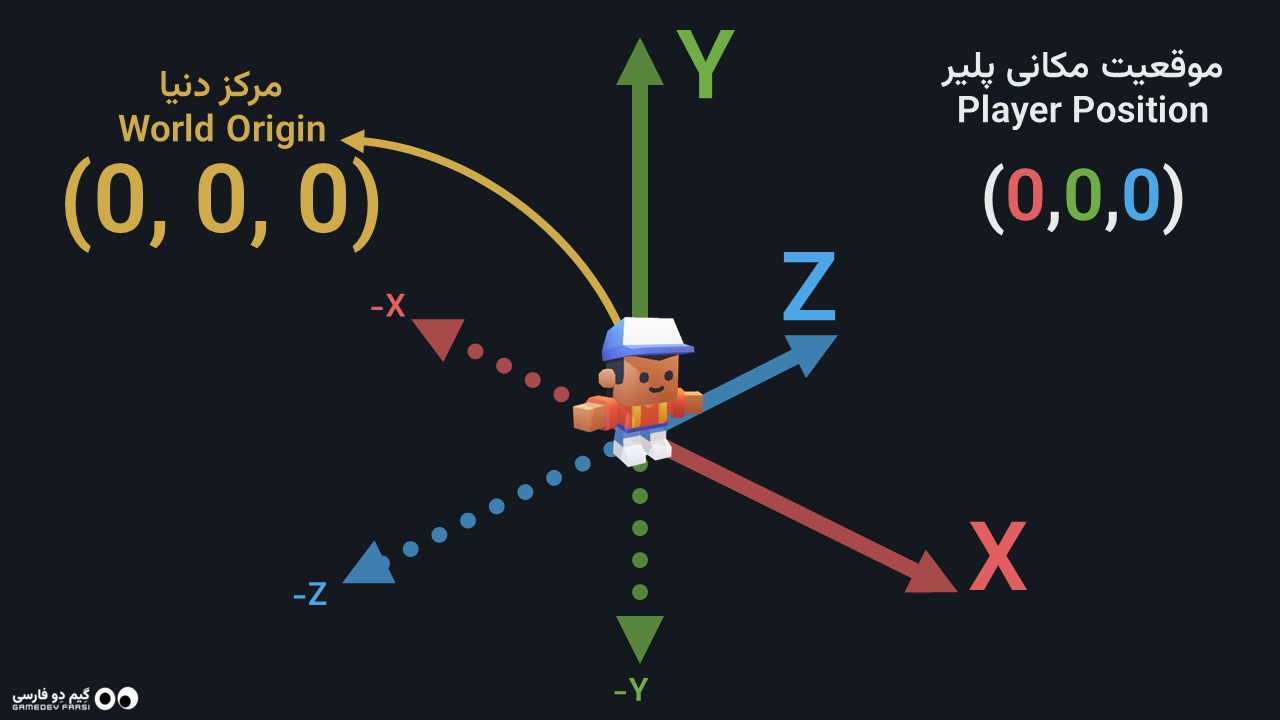 مرکز دنیا
World Origin
(0, 0, 0)
Y
موقعیت مکانی پلیر
Player Position
(0,0,0)
Z
-X
X
-Z
-Y
گیم دِو فارسی
GAMEDEV FARSI